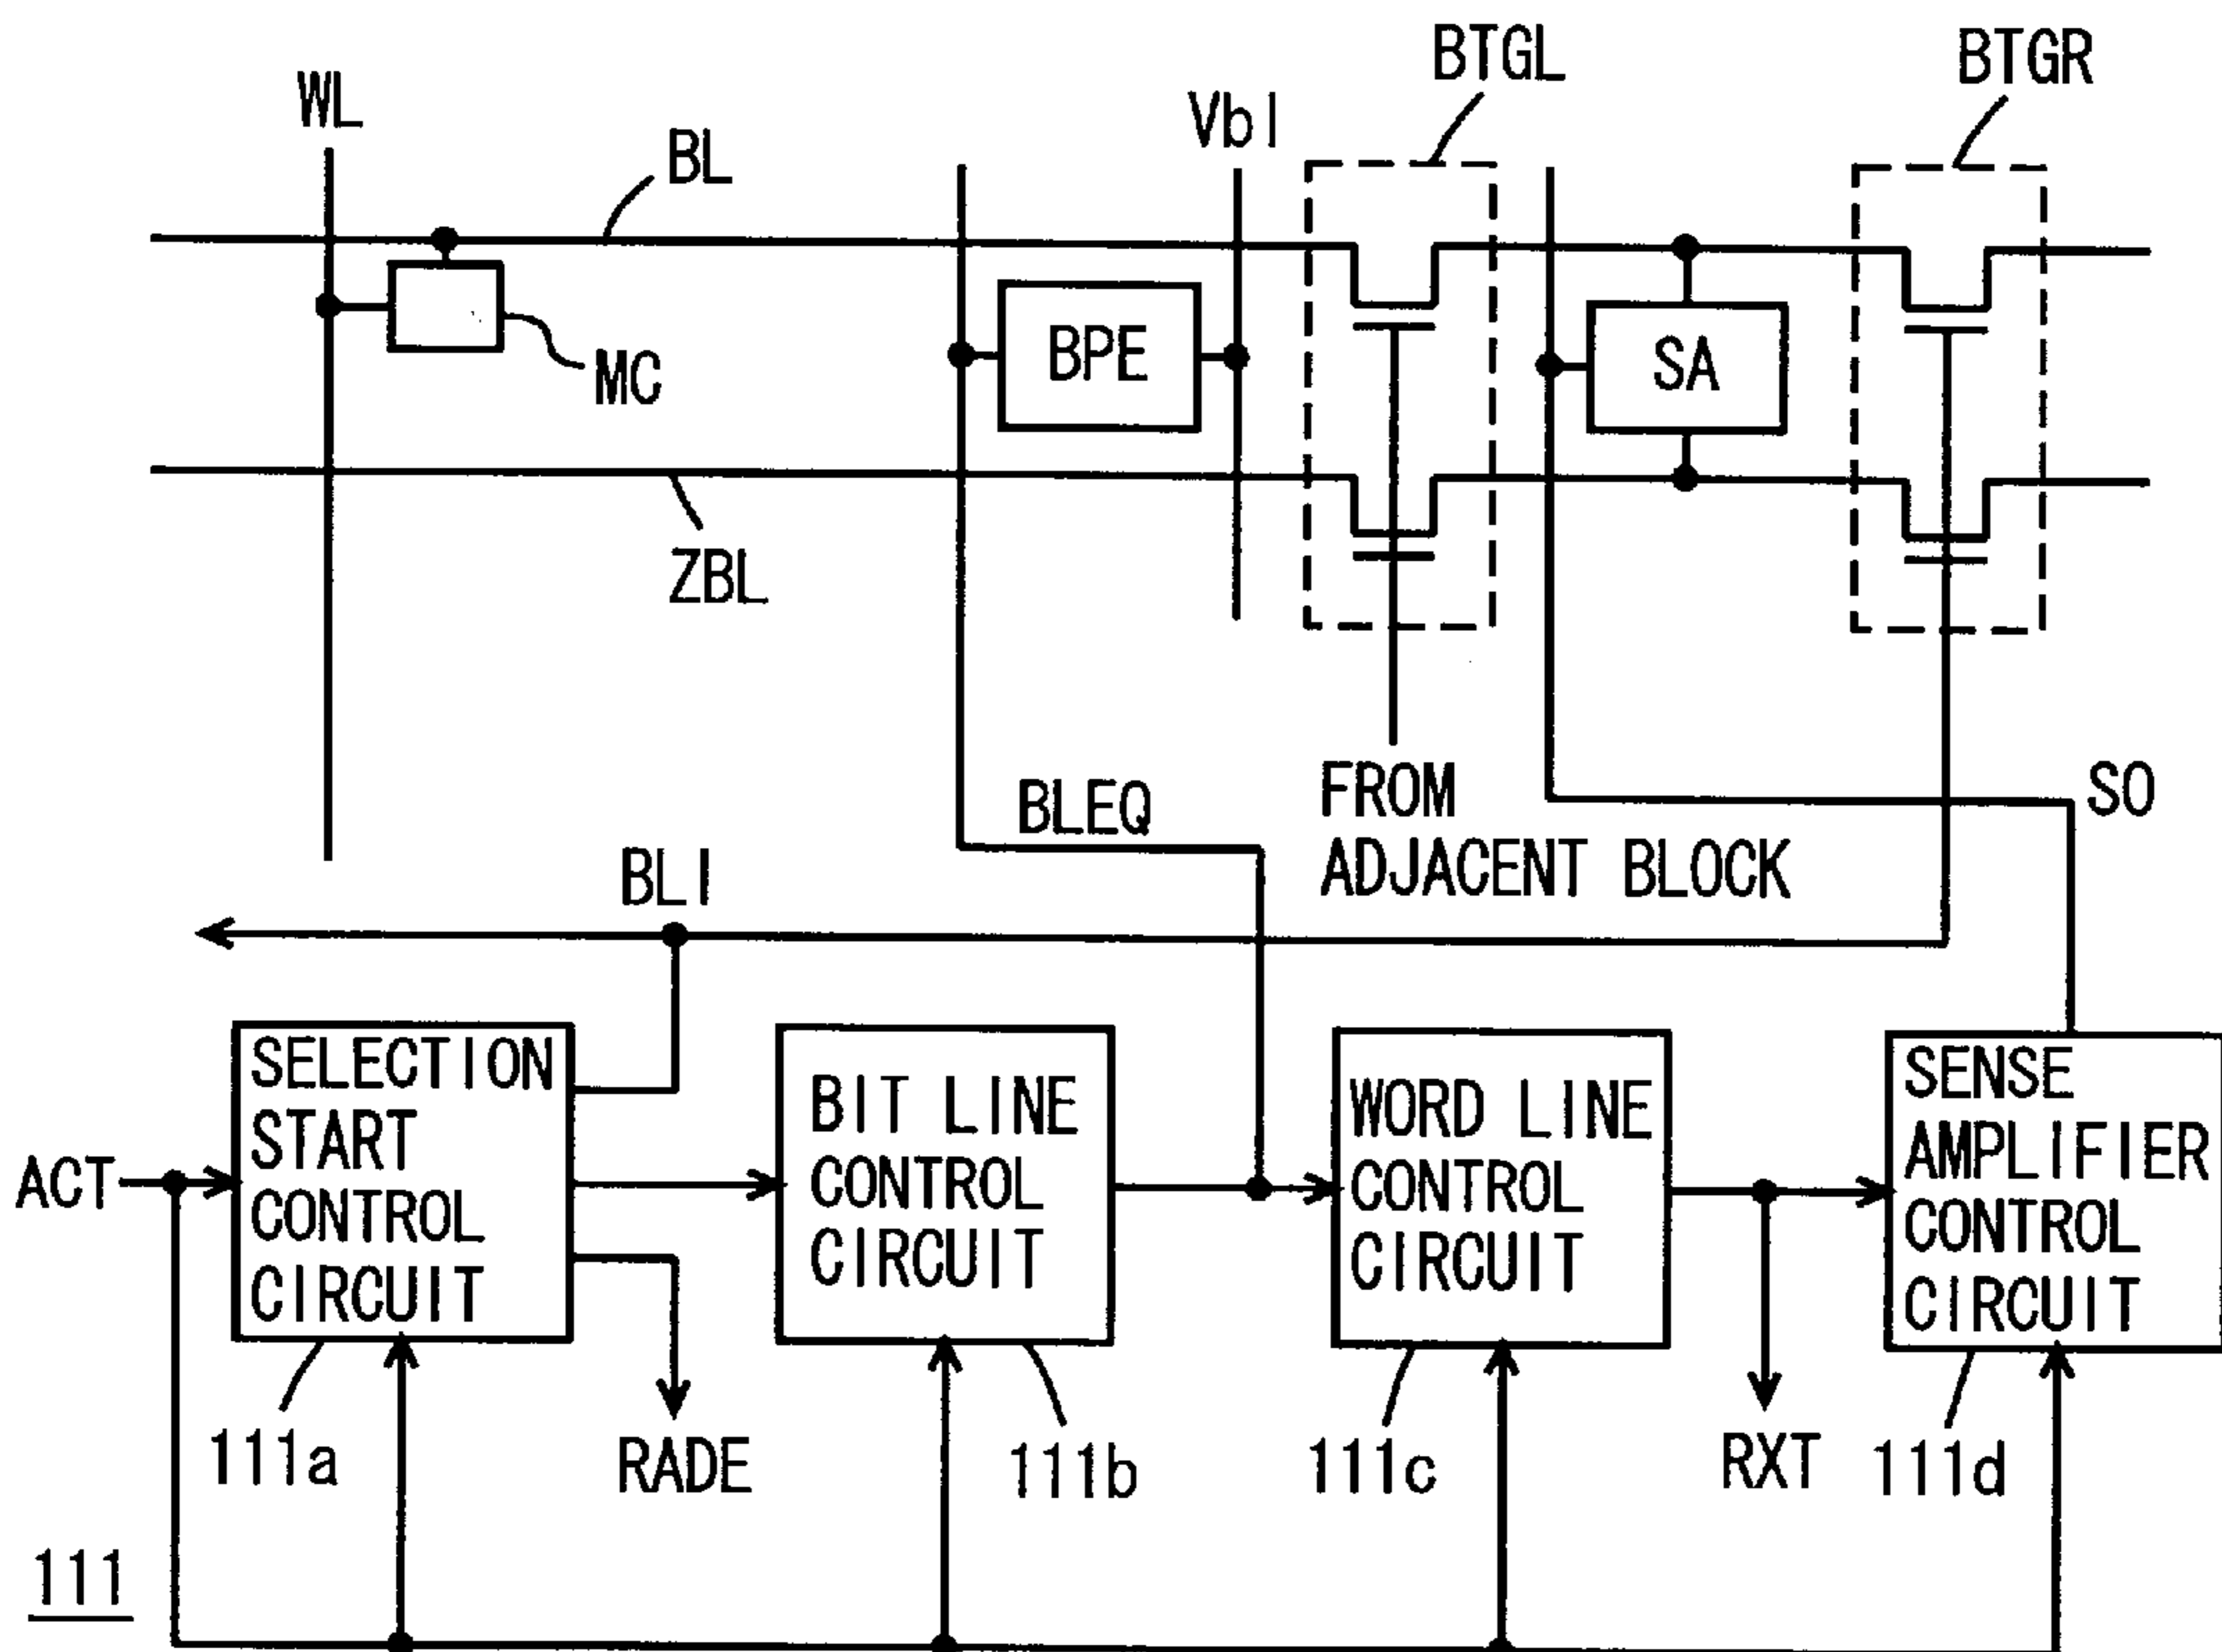 BTGL
BTGR
WL
Vbl
BL
BPE
SA
MC
ZBL
FROM
ADJACENT BLOCK
SO
BLEQ
BLI
SELECTION
START
CONTROL
CIRCUIT
BIT LINE
CONTROL
CIRCUIT
WORD LINE
CONTROL
CIRCUIT
SENSE
AMPLIFIER
CONTROL
CIRCUIT
ACT
111a
RADE
111b
111c
RXT
111d
111